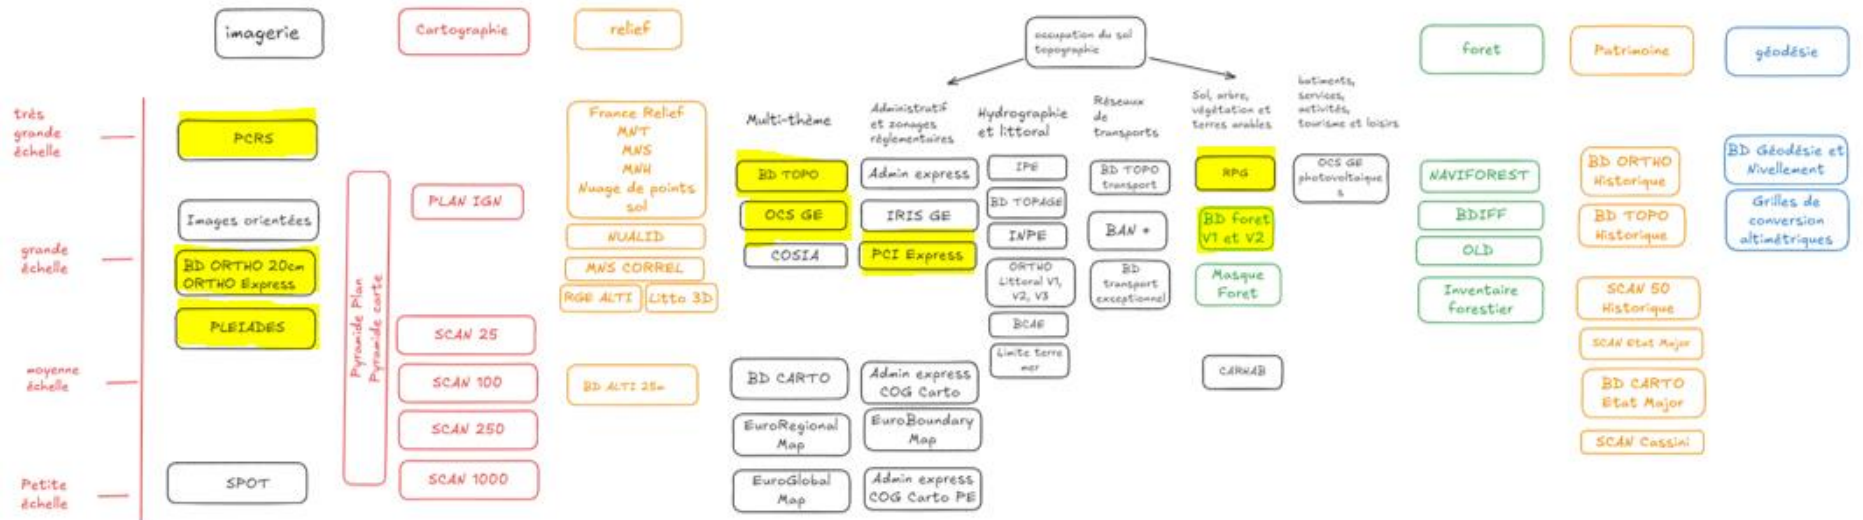 imagerie
Cartographie
relief
occupation du sol
topographie
foret
Patrimoine
géodésie
très
grande
échelle
grande
échelle
moyenne
échelle
Petite
échelle
PCRS
Images orientées
BD ORTHO 20cm
ORTHO Express
PLEIADES
SPOT
Pyramide Plan
Pyramide carte
PLAN IGN
SCAN 25
SCAN 100
SCAN 250
SCAN 1000
France Relief
MNT
MNS
MNH
Nuage de points
sol
NUALID
MNS CORREL
RGE ALTI
Litto 3D
BD ALTI 25m
Multi-thème
BD TOPO
OCS GE
COSIA
BD CARTO
EuroRegional
Map
EuroGlobal
Map
Administratif
et zonages
réglementaires
Admin express
IRIS GE
PCI Express
Admin express
COG Carto
EuroBoundary
Map
Admin express
COG Carto PE
Hydrographie
et littoral
IPE
BD TOPAGE
INPE
ORTHO
Littoral V1,
V2, V3
BCAE
Limite terre
mer
Réseaux
de
transports
BD TOPO
transport
BAN +
BD
transport
exceptionnel
Sol, arbre,
végétation et
terres arables
RPG
BD foret
V1 et V2
Masque
Foret
CARHAB
batiments,
services,
activités,
tourisme et loisirs
OCS GE
photovoltaique
s
NAVIFOREST
BDIFF
OLD
Inventaire
forestier
BD ORTHO
Historique
BD TOPO
Historique
SCAN 50
Historique
SCAN Etat Major
BD CARTO
Etat Major
SCAN Cassini
BD Géodésie et
Nivellement
Grilles de
conversion
altimétriques